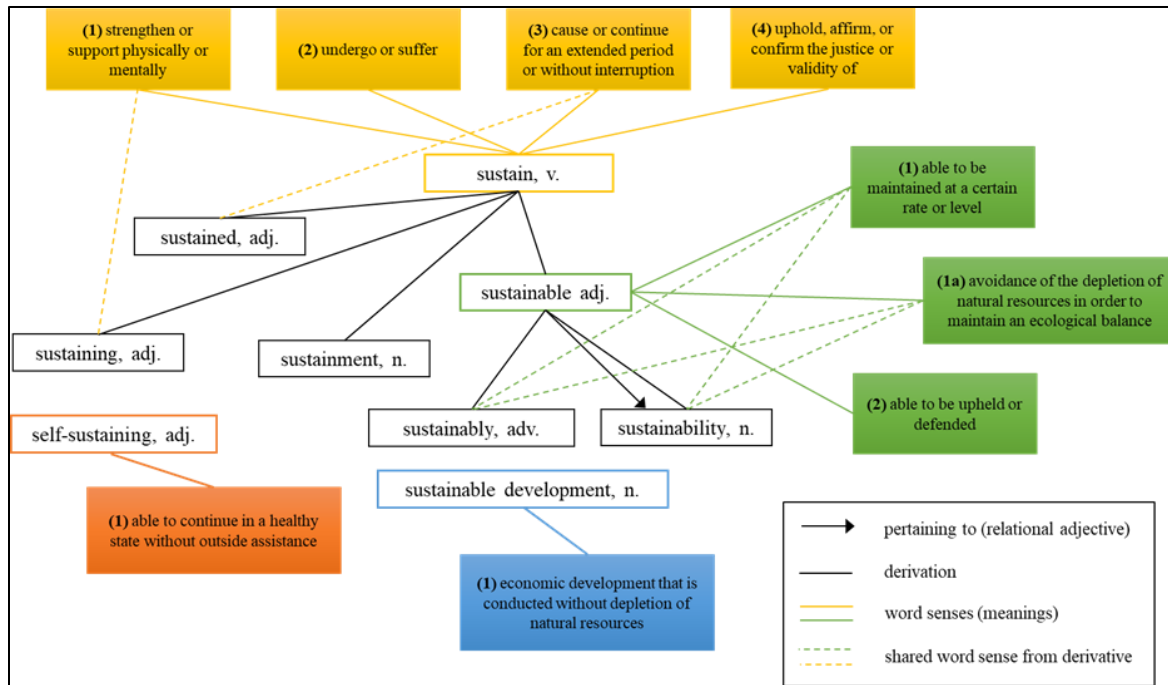 (1) strengthen or
support physically or
mentally
(2) undergo or suffer
(3) cause or continue
for an extended period
or without interruption
(4) uphold, affirm, or
confirm the justice or
validity of
sustain, v.
(1) able to be
maintained at a certain
rate or level
sustained, adj.
sustainable adj.
(1a) avoidance of the depletion of
natural resources in order to
maintain an ecological balance
sustaining, adj.
sustainment, n.
(2) able to be upheld or
defended
self-sustaining, adj.
sustainably, adv.
sustainability, n.
sustainable development, n.
(1) able to continue in a healthy
state without outside assistance
(1) economic development that is
conducted without depletion of
natural resources
pertaining to (relational adjective)
derivation
word senses (meanings)
shared word sense from derivative